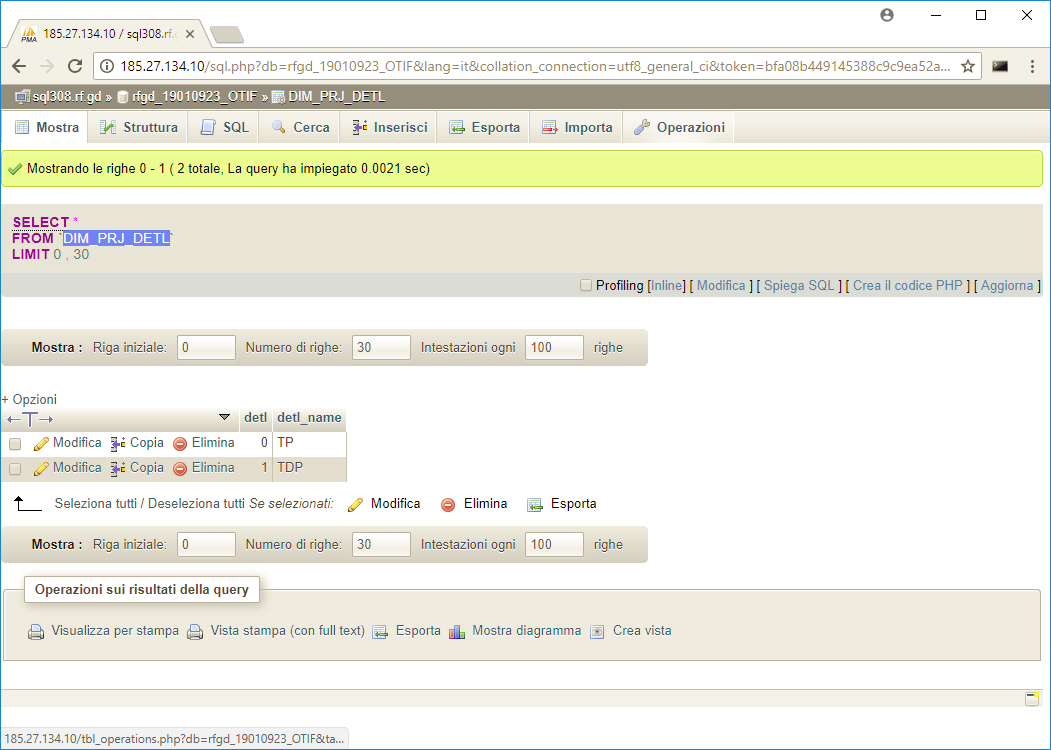 185.27.134.10 / sql308.rf.g
185.27.134.10/sql.php?db=rfgd_19010923_OTIF&lang=it&collation_connection=utf8_general_ci&token=bfa08b449145388c9c9ea52a...
sql308.rf.gd » rfgd_19010923_OTIF » DIM_PRJ_DETL
Mostra Struttura SQL Cerca Inserisci Esporta Importa Operazioni
Mostrando le righe 0 - 1 ( 2 totale, La query ha impiegato 0.0021 sec)
SELECT *
FROM `DIM_PRJ_DETL`
LIMIT 0 , 30
Profiling [Inline] [ Modifica ] [ Spiega SQL ] [ Crea il codice PHP ] [ Aggiorna ]
Mostra : Riga iniziale: 0 Numero di righe: 30 Intestazioni ogni 100 righe
+ Opzioni
←T→ detl detl_name
Modifica Copia Elimina 0 TP
Modifica Copia Elimina 1 TDP
Seleziona tutti / Deseleziona tutti Se selezionati: Modifica Elimina Esporta
Mostra : Riga iniziale: 0 Numero di righe: 30 Intestazioni ogni 100 righe
Operazioni sui risultati della query
Visualizza per stampa Vista stampa (con full text) Esporta Mostra diagramma Crea vista
185.27.134.10/tbl_operations.php?db=rfgd_19010923_OTIF&ta...